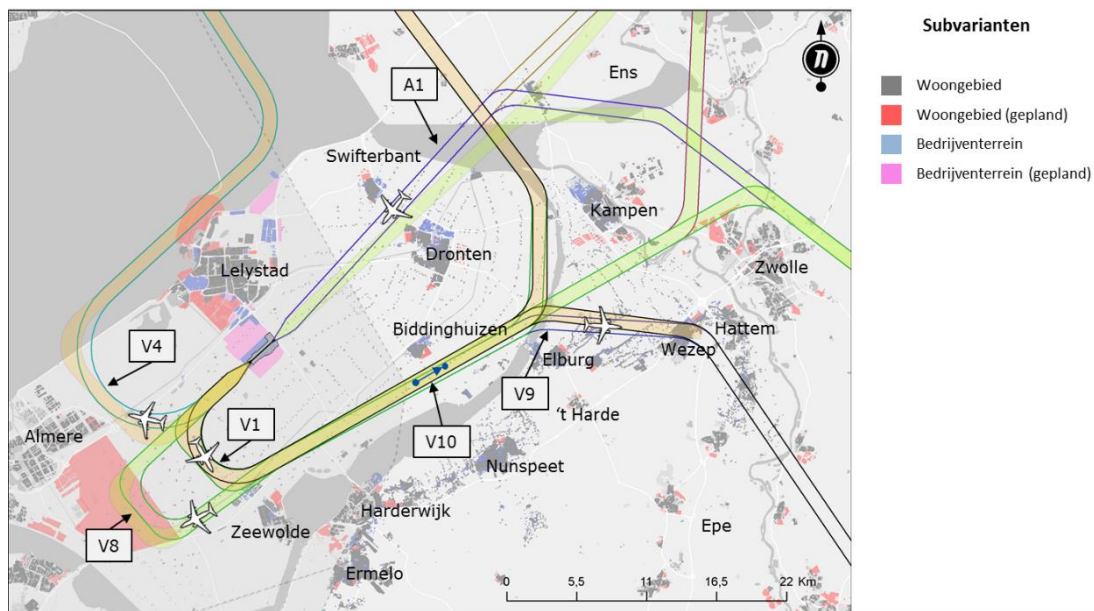 Subvarianten
Woongebied
Woongebied (gepland)
Bedrijventerrein
Bedrijventerrein (gepland)
N
Ens
A1
Swifterbant
Kampen
Dronten
Zwolle
Lelystad
Biddinghuizen
Hattem
V4
Elburg
Wezep
V9
Almere
V1
't Harde
V10
Nunspeet
Harderwijk
Zeewolde
Epe
V8
Ermelo
0 5,5 11 16,5 22 Km